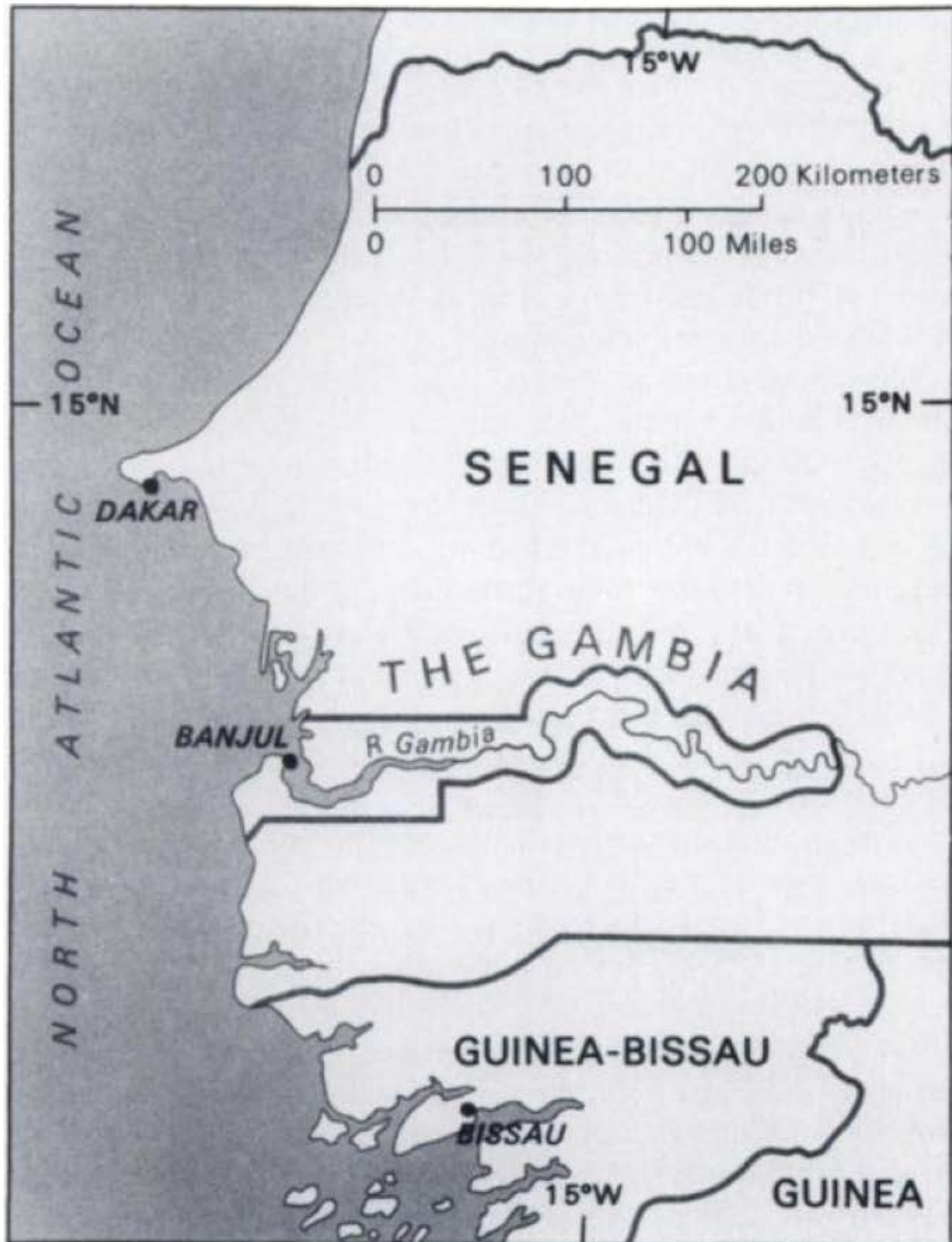 15°W
0 100 200 Kilometers
0 100 Miles
NORTH ATLANTIC OCEAN
15°N
15°N
SENEGAL
DAKAR
THE GAMBIA
BANJUL
R Gambia
GUINEA-BISSAU
BISSAU
15°W
GUINEA